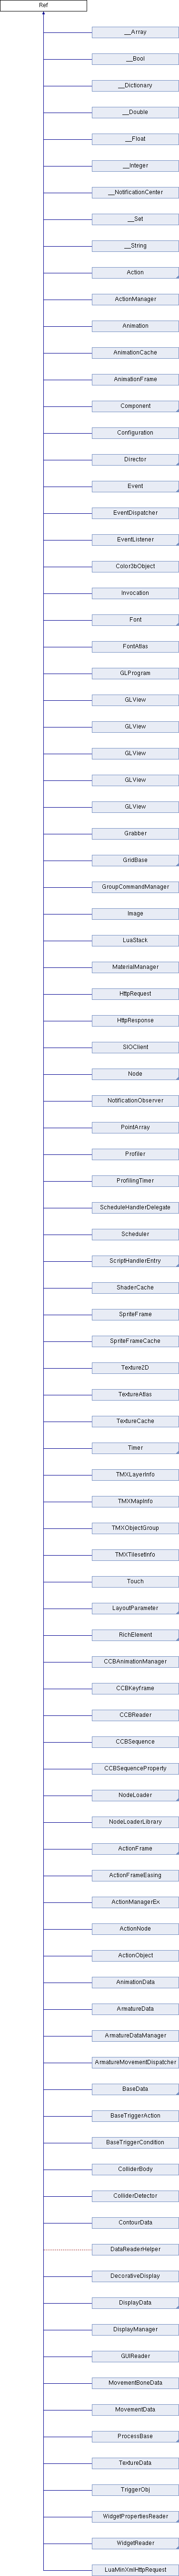 Ref
__Array
__Bool
__Dictionary
__Double
__Float
__Integer
__NotificationCenter
__Set
__String
Action
ActionManager
Animation
AnimationCache
AnimationFrame
Component
Configuration
Director
Event
EventDispatcher
EventListener
Color3bObject
Invocation
Font
FontAtlas
GLProgram
GLView
GLView
GLView
GLView
GLView
Grabber
GridBase
GroupCommandManager
Image
LuaStack
MaterialManager
HttpRequest
HttpResponse
SIOClient
Node
NotificationObserver
PointArray
Profiler
ProfilingTimer
ScheduleHandlerDelegate
Scheduler
ScriptHandlerEntry
ShaderCache
SpriteFrame
SpriteFrameCache
Texture2D
TextureAtlas
TextureCache
Timer
TMXLayerInfo
TMXMapInfo
TMXObjectGroup
TMXTilesetInfo
Touch
LayoutParameter
RichElement
CCBAnimationManager
CCBKeyframe
CCBReader
CCBSequence
CCBSequenceProperty
NodeLoader
NodeLoaderLibrary
ActionFrame
ActionFrameEasing
ActionManagerEx
ActionNode
ActionObject
AnimationData
ArmatureData
ArmatureDataManager
ArmatureMovementDispatcher
BaseData
BaseTriggerAction
BaseTriggerCondition
ColliderBody
ColliderDetector
ContourData
DataReaderHelper
DecorativeDisplay
DisplayData
DisplayManager
GUIReader
MovementBoneData
MovementData
ProcessBase
TextureData
TriggerObj
WidgetPropertiesReader
WidgetReader
LuaMinXmlHttpRequest